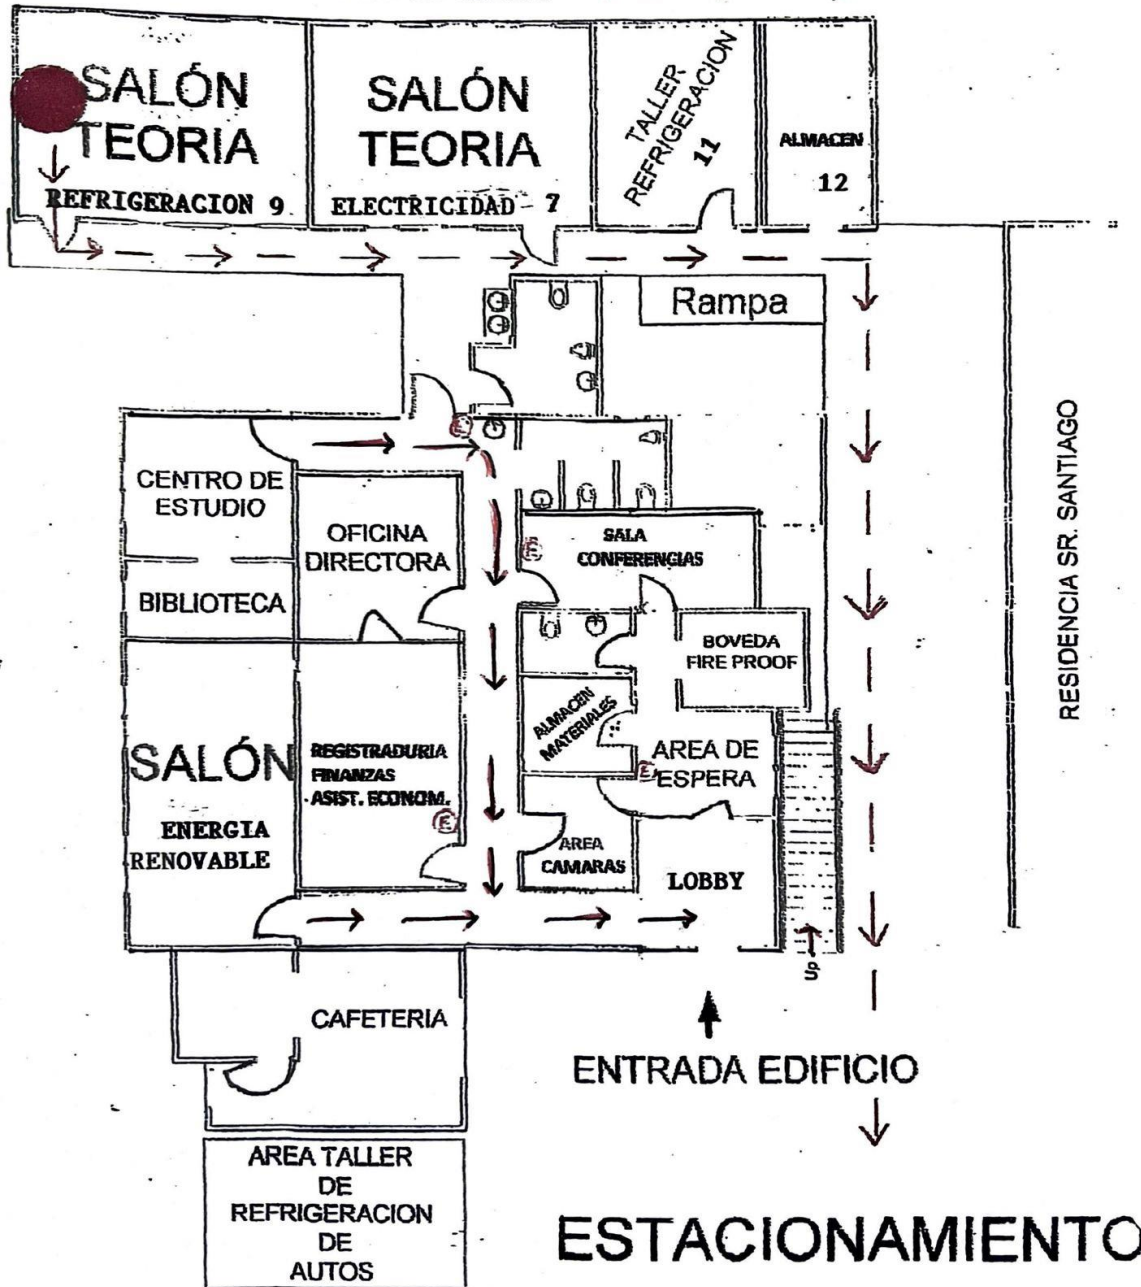 SALÓN
TEORIA
REFRIGERACION 9
SALÓN
TEORIA
ELECTRICIDAD 7
TALLER
REFRIGERACION
11
ALMACEN
12
Rampa
RESIDENCIA SR. SANTIAGO
E
CENTRO DE
ESTUDIO
OFICINA
DIRECTORA
E
SALA
CONFERENCIAS
BIBLIOTECA
BOVEDA
FIRE PROOF
ALMACEN
MATERIALES
SALÓN
ENERGIA
RENOVABLE
REGISTRADURIA
FINANZAS
ASIST. ECONOM.
E
AREA DE
ESPERA
E
AREA
CAMARAS
LOBBY
CAFETERIA
ENTRADA EDIFICIO
AREA TALLER
DE
REFRIGERACION
DE
AUTOS
ESTACIONAMIENTO